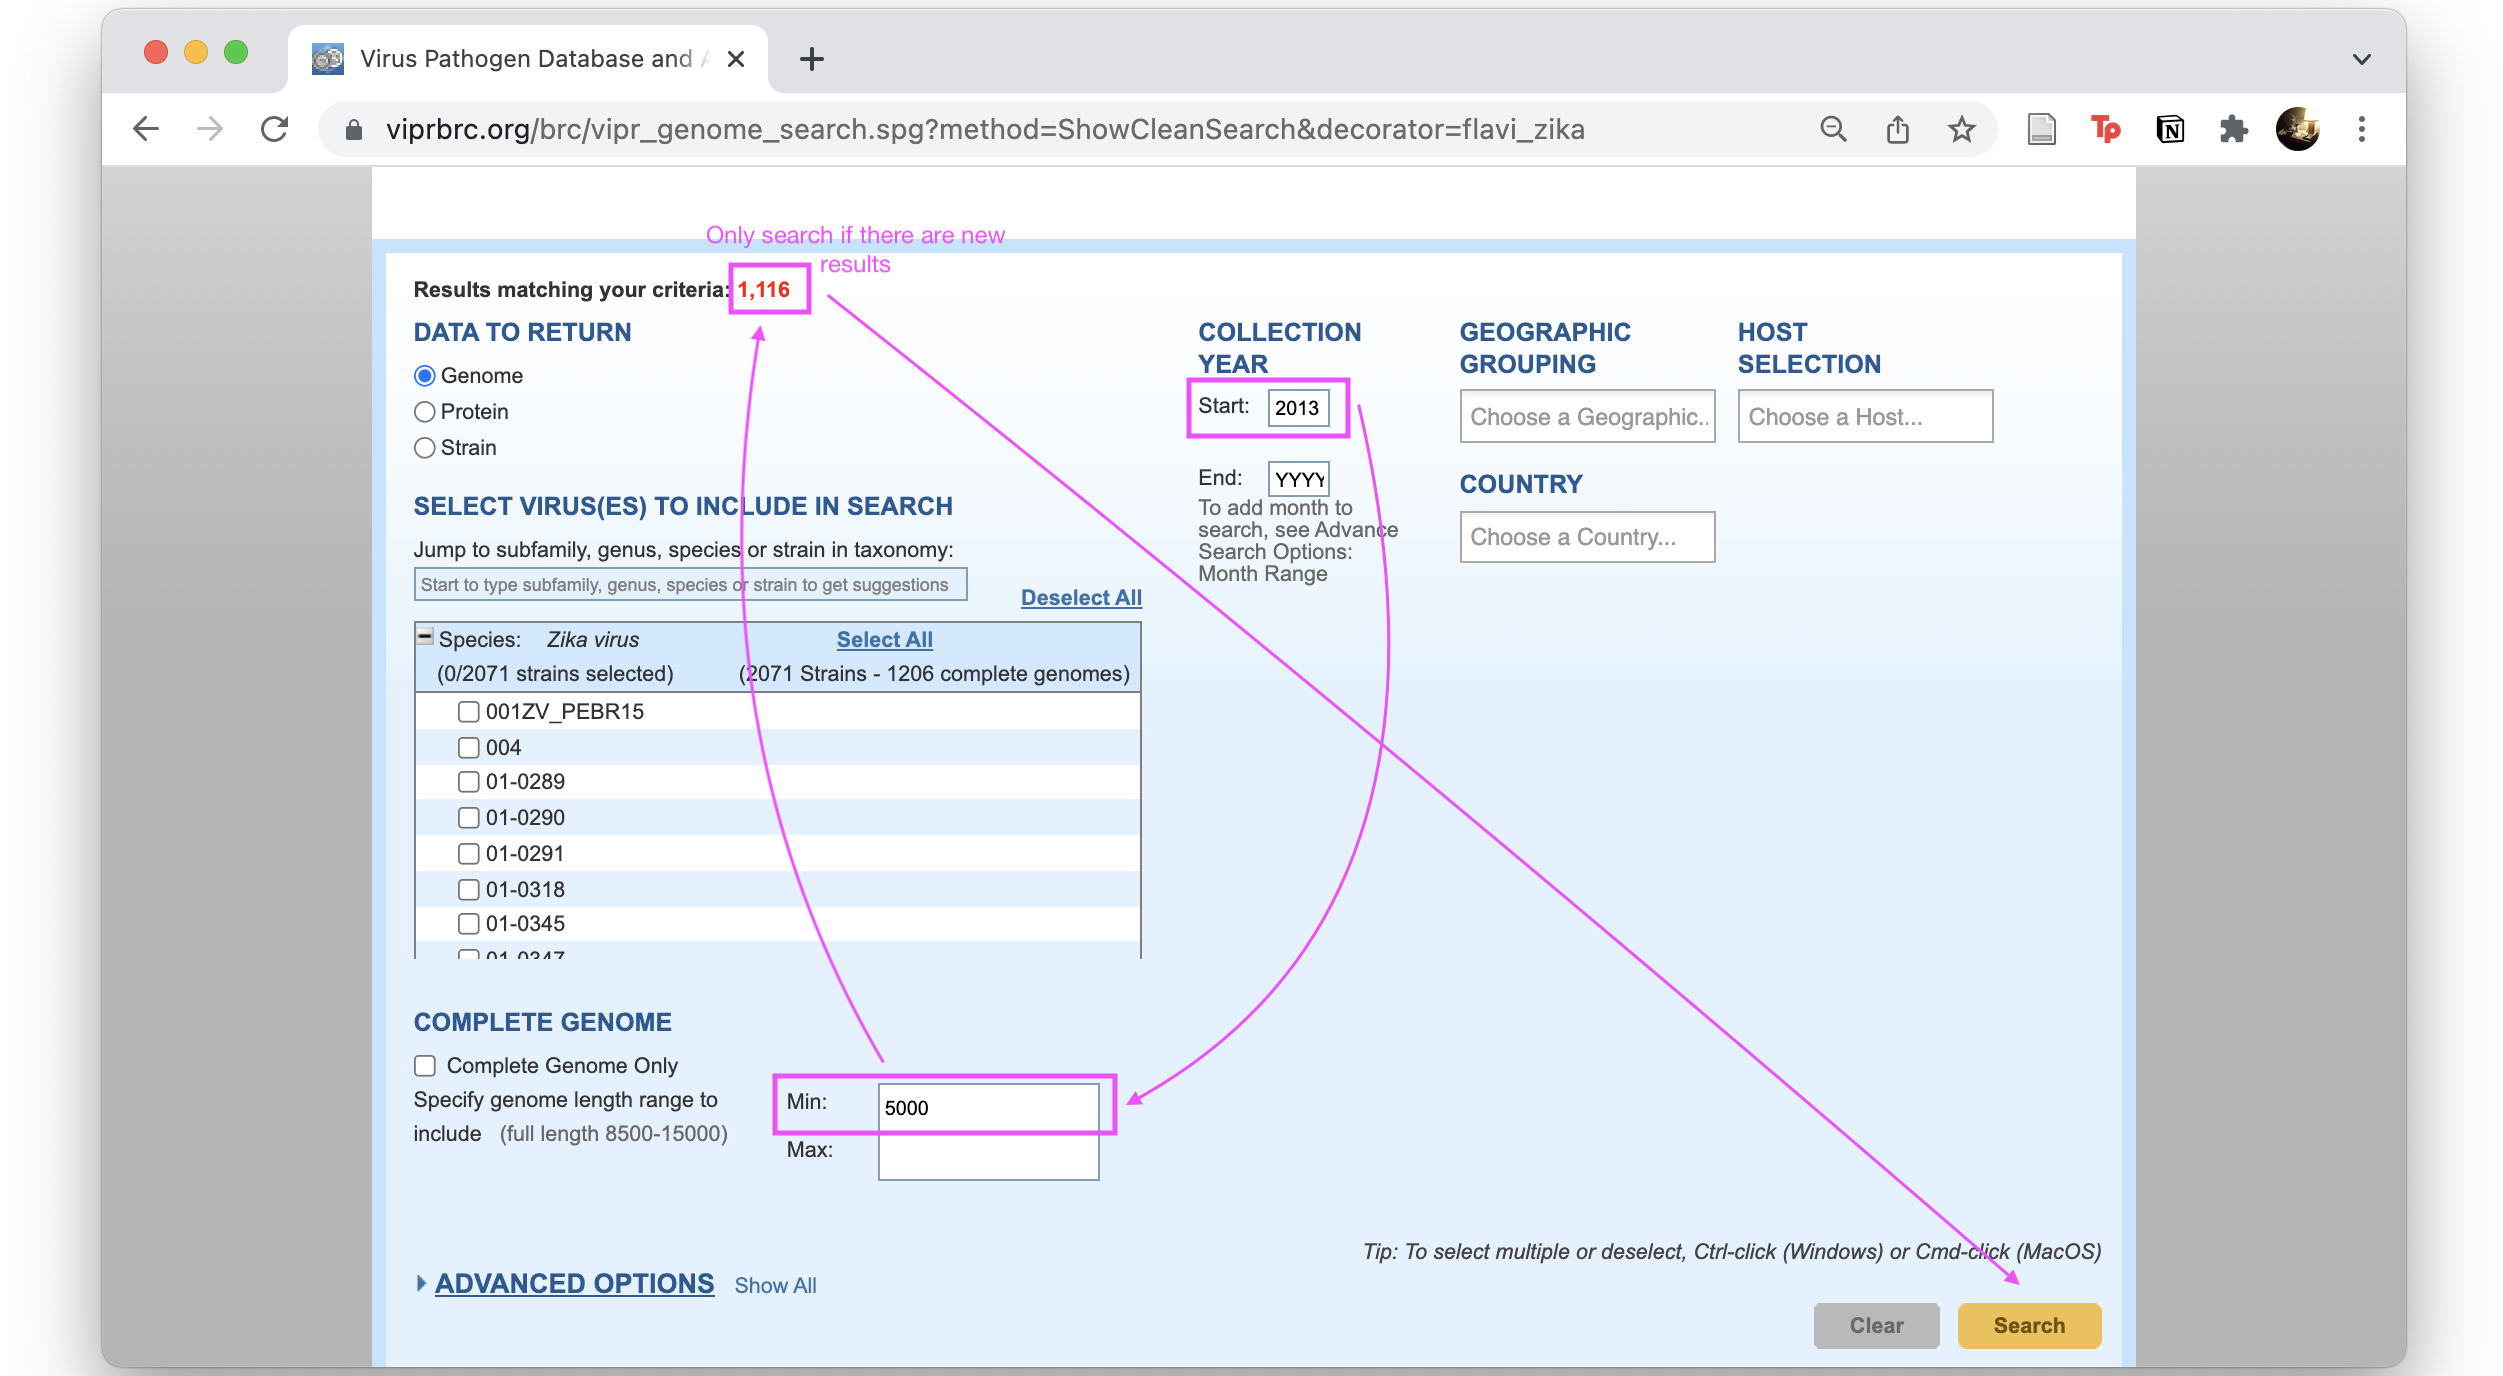 Virus Pathogen Database and A
viprbrc.org/brc/vipr_genome_search.spg?method=ShowCleanSearch&decorator=flavi_zika
Tp
N
Only search if there are new
results
Results matching your criteria: 1,116
DATA TO RETURN
Genome
Protein
Strain
SELECT VIRUS(ES) TO INCLUDE IN SEARCH
Jump to subfamily, genus, species or strain in taxonomy:
Start to type subfamily, genus, species or strain to get suggestions
Deselect All
Species: Zika virus Select All
(0/2071 strains selected) (2071 Strains - 1206 complete genomes)
001ZV_PEBR15
004
01-0289
01-0290
01-0291
01-0318
01-0345
01-0347
COLLECTION
YEAR
Start: 2013
End: YYYY
To add month to
search, see Advance
Search Options:
Month Range
GEOGRAPHIC
GROUPING
Choose a Geographic..
COUNTRY
Choose a Country...
HOST
SELECTION
Choose a Host...
COMPLETE GENOME
Complete Genome Only
Specify genome length range to
include (full length 8500-15000)
Min: 5000
Max:
Tip: To select multiple or deselect, Ctrl-click (Windows) or Cmd-click (MacOS)
ADVANCED OPTIONS Show All
Clear Search